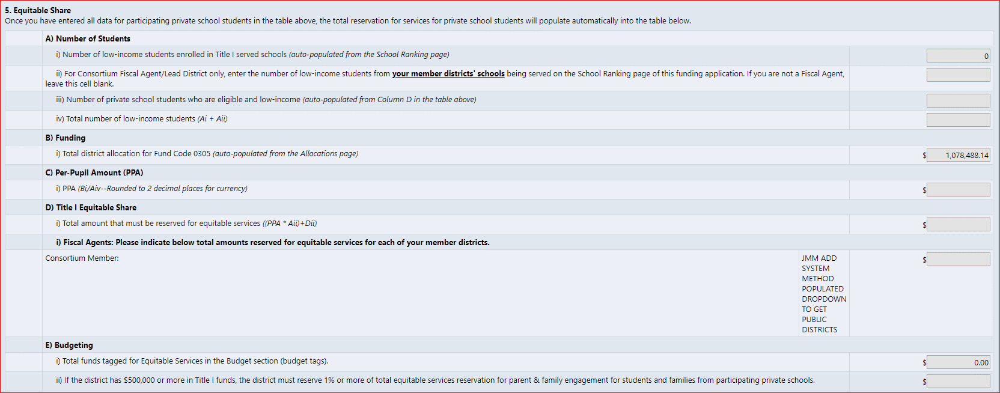 5. Equitable Share
Once you have entered all data for participating private school students in the table above, the total reservation for services for private school students will populate automatically into the table below.
A) Number of Students
i) Number of low-income students enrolled in Title I served schools (auto-populated from the School Ranking page)
0
ii) For Consortium Fiscal Agent/Lead District only, enter the number of low-income students from your member districts' schools being served on the School Ranking page of this funding application. If you are not a Fiscal Agent,
leave this cell blank.
iii) Number of private school students who are eligible and low-income (auto-populated from Column D in the table above)
iv) Total number of low-income students (Ai + Aii)
B) Funding
i) Total district allocation for Fund Code 0305 (auto-populated from the Allocations page)
$ 1,078,488.14
C) Per-Pupil Amount (PPA)
i) PPA (Bi/Aiv--Rounded to 2 decimal places for currency)
$
D) Title I Equitable Share
i) Total amount that must be reserved for equitable services ((PPA * Aii)+Dii)
$
i) Fiscal Agents: Please indicate below total amounts reserved for equitable services for each of your member districts.
Consortium Member:
JMM ADD
SYSTEM
METHOD
POPULATED
DROPDOWN
TO GET
PUBLIC
DISTRICTS
$
E) Budgeting
i) Total funds tagged for Equitable Services in the Budget section (budget tags).
$ 0.00
ii) If the district has $500,000 or more in Title I funds, the district must reserve 1% or more of total equitable services reservation for parent & family engagement for students and families from participating private schools.
$